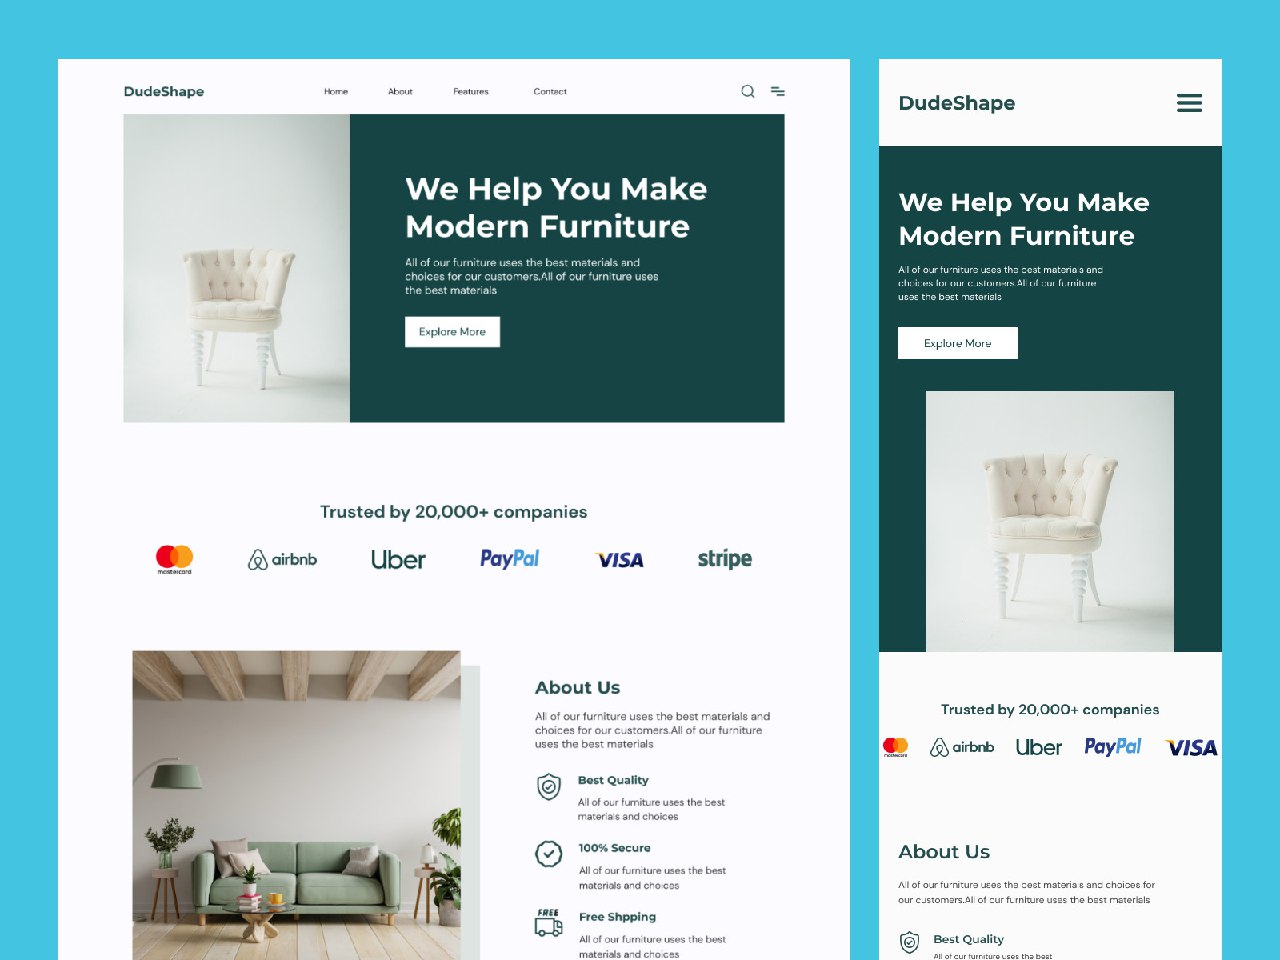 DudeShape
Home About Features Contact
We Help You Make
Modern Furniture
All of our furniture uses the best materials and
choices for our customers.All of our furniture uses
the best materials
Explore More
Trusted by 20,000+ companies
mastercard airbnb Uber PayPal VISA stripe
About Us
All of our furniture uses the best materials and
choices for our customers.All of our furniture
uses the best materials
Best Quality
All of our furniture uses the best
materials and choices
100% Secure
All of our furniture uses the best
materials and choices
FREE
Free Shpping
All of our furniture uses the best
materials and choices
DudeShape
We Help You Make
Modern Furniture
All of our furniture uses the best materials and
choices for our customers.All of our furniture
uses the best materials
Explore More
Trusted by 20,000+ companies
mastercard airbnb Uber PayPal VISA
About Us
All of our furniture uses the best materials and choices for
our customers.All of our furniture uses the best materials
Best Quality
All of our furniture uses the best